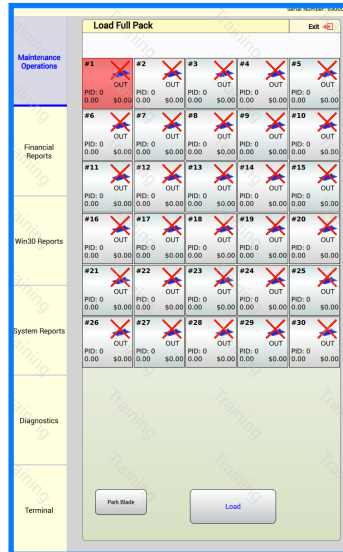 Serial Number: 69000
Load Full Pack
Exit
Maintenance
Operations
#1 #2 #3 #4 #5
OUT OUT OUT OUT OUT
PID: 0 PID: 0 PID: 0 PID: 0 PID: 0
0.00 $0.00 0.00 $0.00 0.00 $0.00 0.00 $0.00 0.00 $0.00
#6 #7 #8 #9 #10
OUT OUT OUT OUT OUT
PID: 0 PID: 0 PID: 0 PID: 0 PID: 0
0.00 $0.00 0.00 $0.00 0.00 $0.00 0.00 $0.00 0.00 $0.00
Financial
Reports
#11 #12 #13 #14 #15
OUT OUT OUT OUT OUT
PID: 0 PID: 0 PID: 0 PID: 0 PID: 0
0.00 $0.00 0.00 $0.00 0.00 $0.00 0.00 $0.00 0.00 $0.00
#16 #17 #18 #19 #20
Win30 Reports
OUT OUT OUT OUT OUT
PID: 0 PID: 0 PID: 0 PID: 0 PID: 0
0.00 $0.00 0.00 $0.00 0.00 $0.00 0.00 $0.00 0.00 $0.00
#21 #22 #23 #24 #25
OUT OUT OUT OUT OUT
PID: 0 PID: 0 PID: 0 PID: 0 PID: 0
0.00 $0.00 0.00 $0.00 0.00 $0.00 0.00 $0.00 0.00 $0.00
#26 #27 #28 #29 #30
System Reports
OUT OUT OUT OUT OUT
PID: 0 PID: 0 PID: 0 PID: 0 PID: 0
0.00 $0.00 0.00 $0.00 0.00 $0.00 0.00 $0.00 0.00 $0.00
Training Training
Diagnostics
Training Training
Park Blade
Load
Terminal